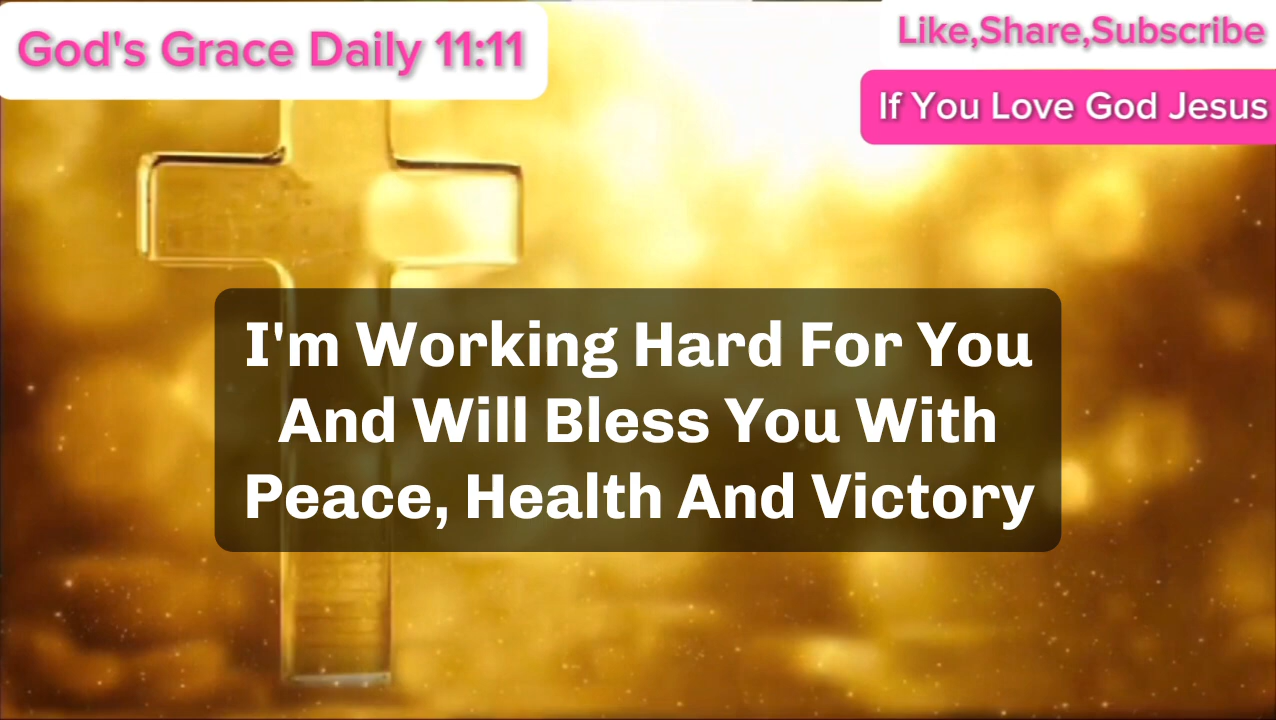 God's Grace Daily 11:11
Like,Share,Subscribe
If You Love God Jesus
I'm Working Hard For You
And Will Bless You With
Peace, Health And Victory